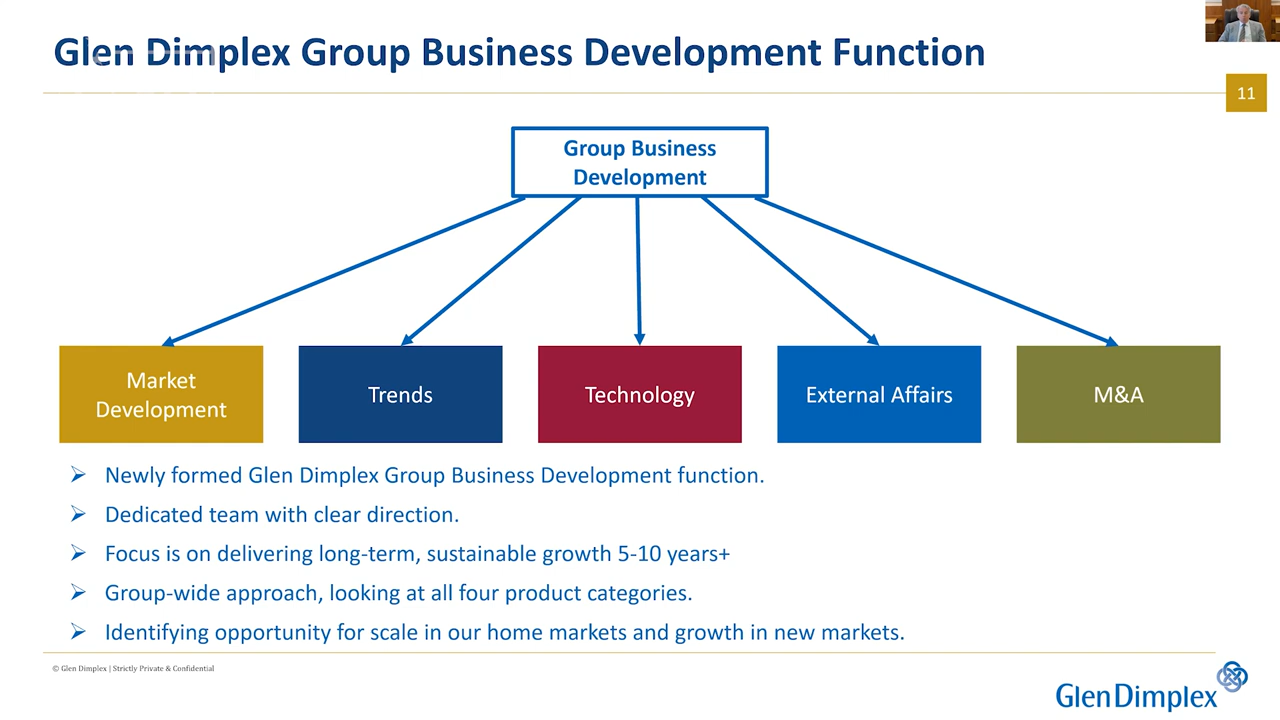 Glen Dimplex Group Business Development Function
11
Group Business
Development
Market
Development
Trends
Technology
External Affairs
M&A
Newly formed Glen Dimplex Group Business Development function.
Dedicated team with clear direction.
Focus is on delivering long-term, sustainable growth 5-10 years+
Group-wide approach, looking at all four product categories.
Identifying opportunity for scale in our home markets and growth in new markets.
© Glen Dimplex | Strictly Private & Confidential
GlenDimplex